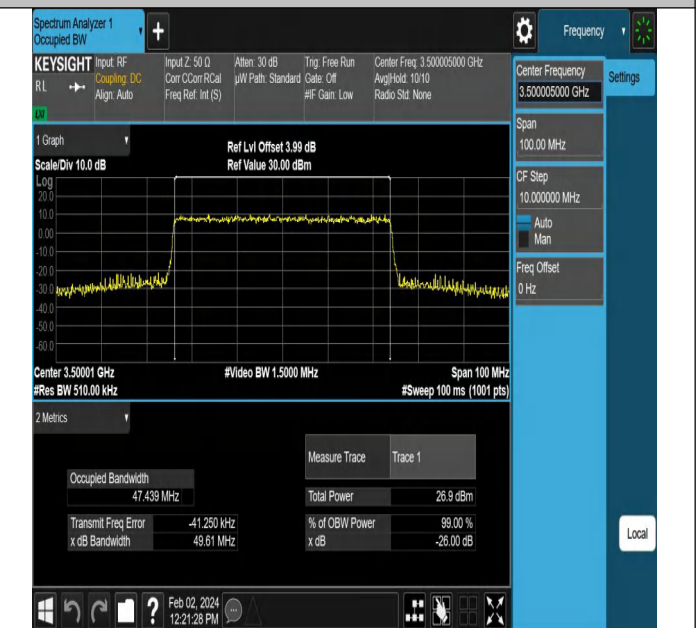 Spectrum Analyzer 1
Occupied BW
+
Frequency
KEYSIGHT
RL
LXI
Input: RF
Coupling: DC
Align: Auto
Input Z: 50 Ω
Corr CCorr RCal
Freq Ref: Int (S)
Atten: 30 dB
µW Path: Standard
Trig: Free Run
Gate: Off
#IF Gain: Low
Center Freq: 3.500005000 GHz
Avg|Hold: 10/10
Radio Std: None
Center Frequency
3.500005000 GHz
Settings
Span
100.00 MHz
CF Step
10.000000 MHz
Auto
Man
Freq Offset
0 Hz
Local
1 Graph
Scale/Div 10.0 dB
Ref Lvl Offset 3.99 dB
Ref Value 30.00 dBm
Log
20.0
10.0
0.00
-10.0
-20.0
-30.0
-40.0
-50.0
-60.0
Center 3.50001 GHz
#Video BW 1.5000 MHz
Span 100 MHz
#Res BW 510.00 kHz
#Sweep 100 ms (1001 pts)
2 Metrics
Measure Trace Trace 1
Occupied Bandwidth
47.439 MHz
Total Power 26.9 dBm
Transmit Freq Error -41.250 kHz
% of OBW Power 99.00 %
x dB Bandwidth 49.61 MHz
x dB -26.00 dB
?
Feb 02, 2024
12:21:28 PM